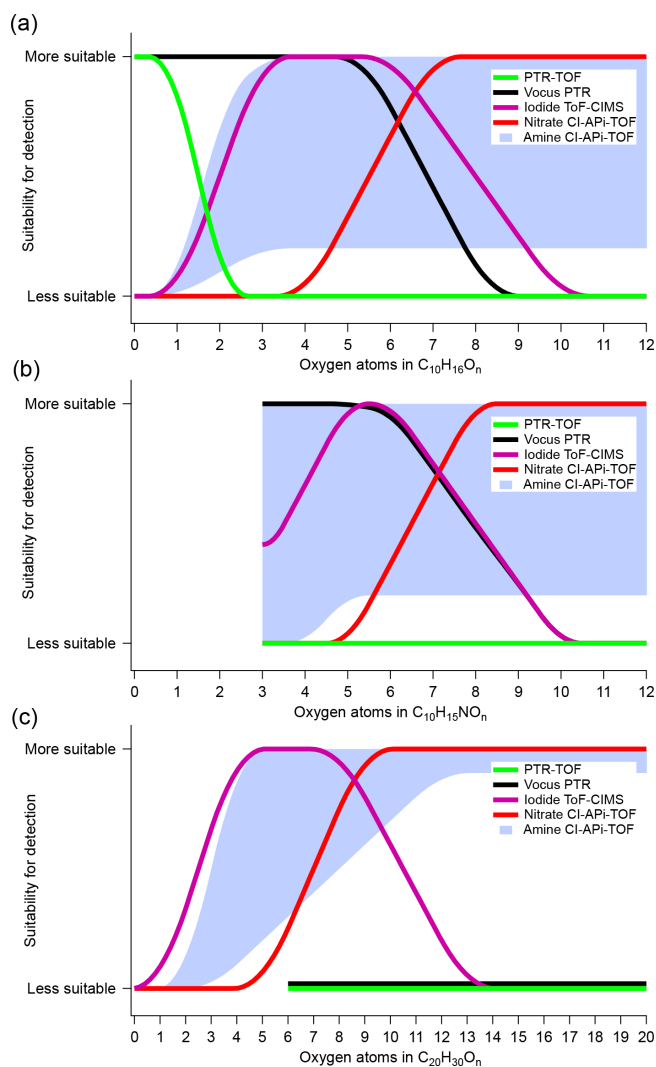 (a)
More suitable
Less suitable
Suitability for detection
PTR-TOF
Vocus PTR
Iodide ToF-CIMS
Nitrate CI-APi-TOF
Amine CI-APi-TOF
0 1 2 3 4 5 6 7 8 9 10 11 12
Oxygen atoms in C₁₀H₁₆Oₙ
(b)
More suitable
Less suitable
Suitability for detection
PTR-TOF
Vocus PTR
Iodide ToF-CIMS
Nitrate CI-APi-TOF
Amine CI-APi-TOF
0 1 2 3 4 5 6 7 8 9 10 11 12
Oxygen atoms in C₁₀H₁₅NOₙ
(c)
More suitable
Less suitable
Suitability for detection
PTR-TOF
Vocus PTR
Iodide ToF-CIMS
Nitrate CI-APi-TOF
Amine CI-APi-TOF
0 1 2 3 4 5 6 7 8 9 10 11 12 13 14 15 16 17 18 19 20
Oxygen atoms in C₂₀H₃₀Oₙ